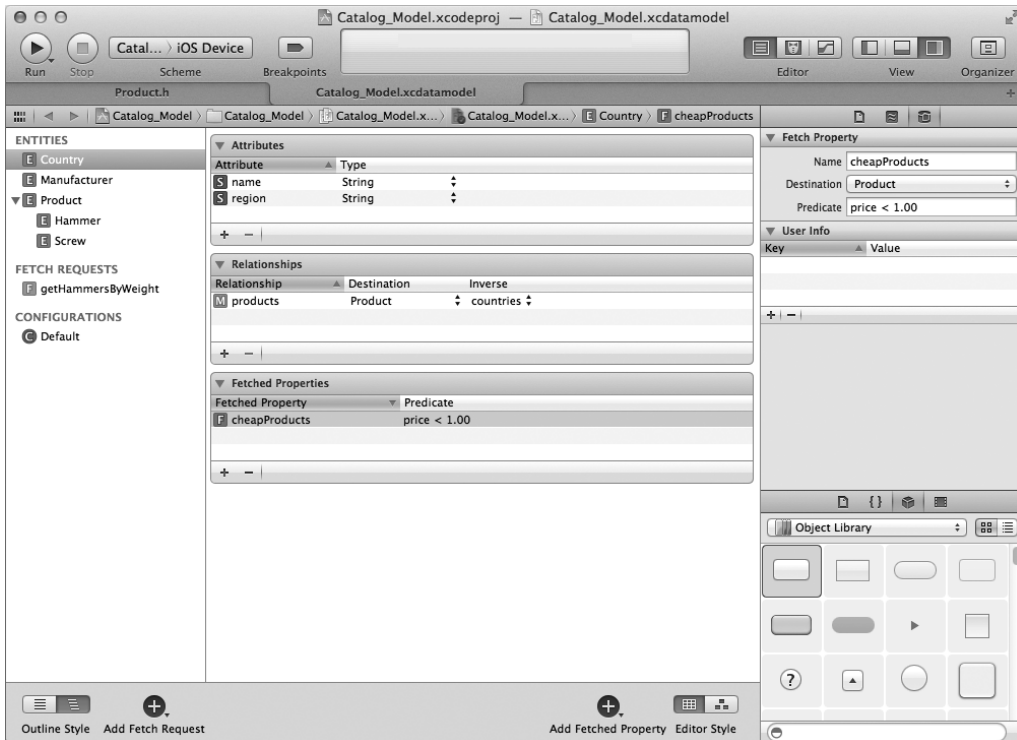 Catalog_Model.xcodeproj — Catalog_Model.xcdatamodel
Catal... iOS Device
Run Stop Scheme Breakpoints Editor View Organizer
Product.h Catalog_Model.xcdatamodel +
Catalog_Model Catalog_Model Catalog_Model.x... Catalog_Model.x... E Country F cheapProducts
ENTITIES
E Country
E Manufacturer
E Product
E Hammer
E Screw
FETCH REQUESTS
F getHammersByWeight
CONFIGURATIONS
C Default
Attributes
Attribute Type
S name String
S region String
+ −
Relationships
Relationship Destination Inverse
M products Product countries
+ −
Fetched Properties
Fetched Property Predicate
F cheapProducts price < 1.00
+ −
Fetch Property
Name cheapProducts
Destination Product
Predicate price < 1.00
User Info
Key Value
+ −
{}
Object Library
?
Outline Style Add Fetch Request Add Fetched Property Editor Style